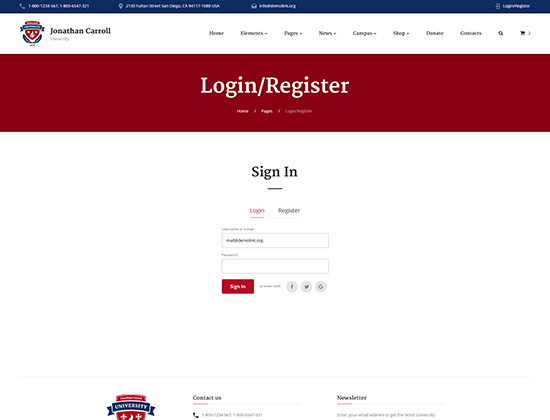 1-800-1234-567, 1-800-6547-321 2130 Fulton Street San Diego, CA 94117-1080 USA info@demolink.org Login/Register
Jonathan Carroll
University
Home Elements Pages News Campus Shop Donate Contacts 2
Login/Register
Home / Pages / Login/Register
Sign In
Login Register
Username or e-mail
mail@demolink.org
Password
Sign in or enter with
UNIVERSITY
Contact us
1-800-1234-567, 1-800-6547-321
Newsletter
Enter your email address to get the latest University